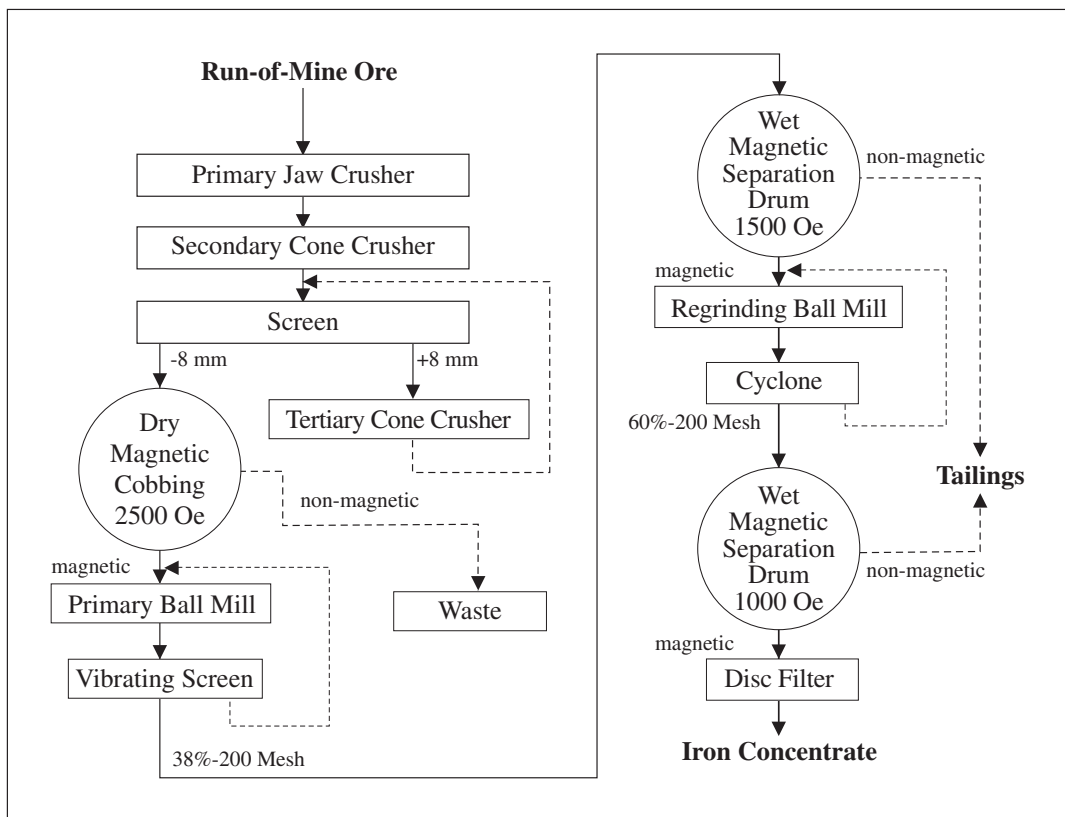 Run-of-Mine Ore
Primary Jaw Crusher
Secondary Cone Crusher
Screen
-8 mm
+8 mm
Tertiary Cone Crusher
Dry
Magnetic
Cobbing
2500 Oe
non-magnetic
magnetic
Primary Ball Mill
Waste
Vibrating Screen
38%-200 Mesh
Wet
Magnetic
Separation
Drum
1500 Oe
non-magnetic
magnetic
Regrinding Ball Mill
Cyclone
60%-200 Mesh
Tailings
Wet
Magnetic
Separation
Drum
1000 Oe
non-magnetic
magnetic
Disc Filter
Iron Concentrate